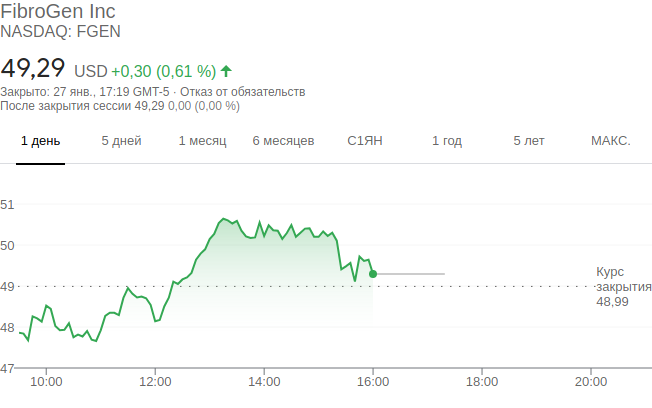 FibroGen Inc
NASDAQ: FGEN
49,29 USD +0,30 (0,61 %)
Закрыто: 27 янв., 17:19 GMT-5 · Отказ от обязательств
После закрытия сессии 49,29 0,00 (0,00 %)
1 день 5 дней 1 месяц 6 месяцев С1ЯН 1 год 5 лет МАКС.
51
50
49
48
47
Курс
закрытия
48,99
10:00 12:00 14:00 16:00 18:00 20:00